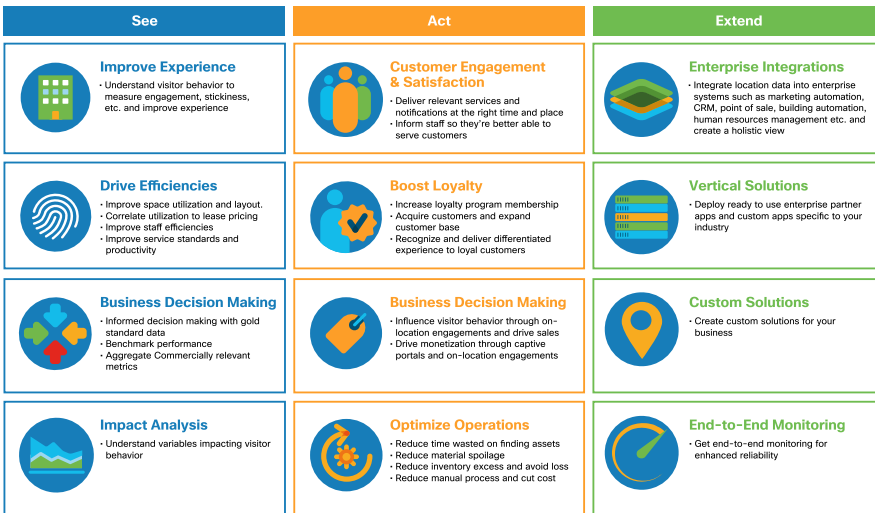 See
Improve Experience
· Understand visitor behavior to
measure engagement, stickiness,
etc. and improve experience
Drive Efficiencies
· Improve space utilization and layout.
· Correlate utilization to lease pricing
· Improve staff efficiencies
· Improve service standards and
productivity
Business Decision Making
· Informed decision making with gold
standard data
· Benchmark performance
· Aggregate Commercially relevant
metrics
Impact Analysis
· Understand variables impacting visitor
behavior
Act
Customer Engagement
& Satisfaction
· Deliver relevant services and
notifications at the right time and place
· Inform staff so they're better able to
serve customers
Boost Loyalty
· Increase loyalty program membership
· Acquire customers and expand
customer base
· Recognize and deliver differentiated
experience to loyal customers
Business Decision Making
· Influence visitor behavior through on-
location engagements and drive sales
· Drive monetization through captive
portals and on-location engagements
Optimize Operations
· Reduce time wasted on finding assets
· Reduce material spoilage
· Reduce inventory excess and avoid loss
· Reduce manual process and cut cost
Extend
Enterprise Integrations
· Integrate location data into enterprise
systems such as marketing automation,
CRM, point of sale, building automation,
human resources management etc. and
create a holistic view
Vertical Solutions
· Deploy ready to use enterprise partner
apps and custom apps specific to your
industry
Custom Solutions
· Create custom solutions for your
business
End-to-End Monitoring
· Get end-to-end monitoring for
enhanced reliability